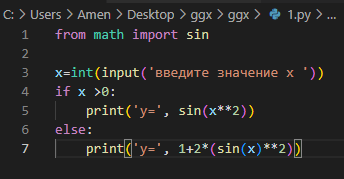 C: > Users > Amen > Desktop > ggx > ggx > 1.py > ...
1 from math import sin
2
3 x=int(input('введите значение x '))
4 if x >0:
5 print('y=', sin(x**2))
6 else:
7 print('y=', 1+2*(sin(x)**2))